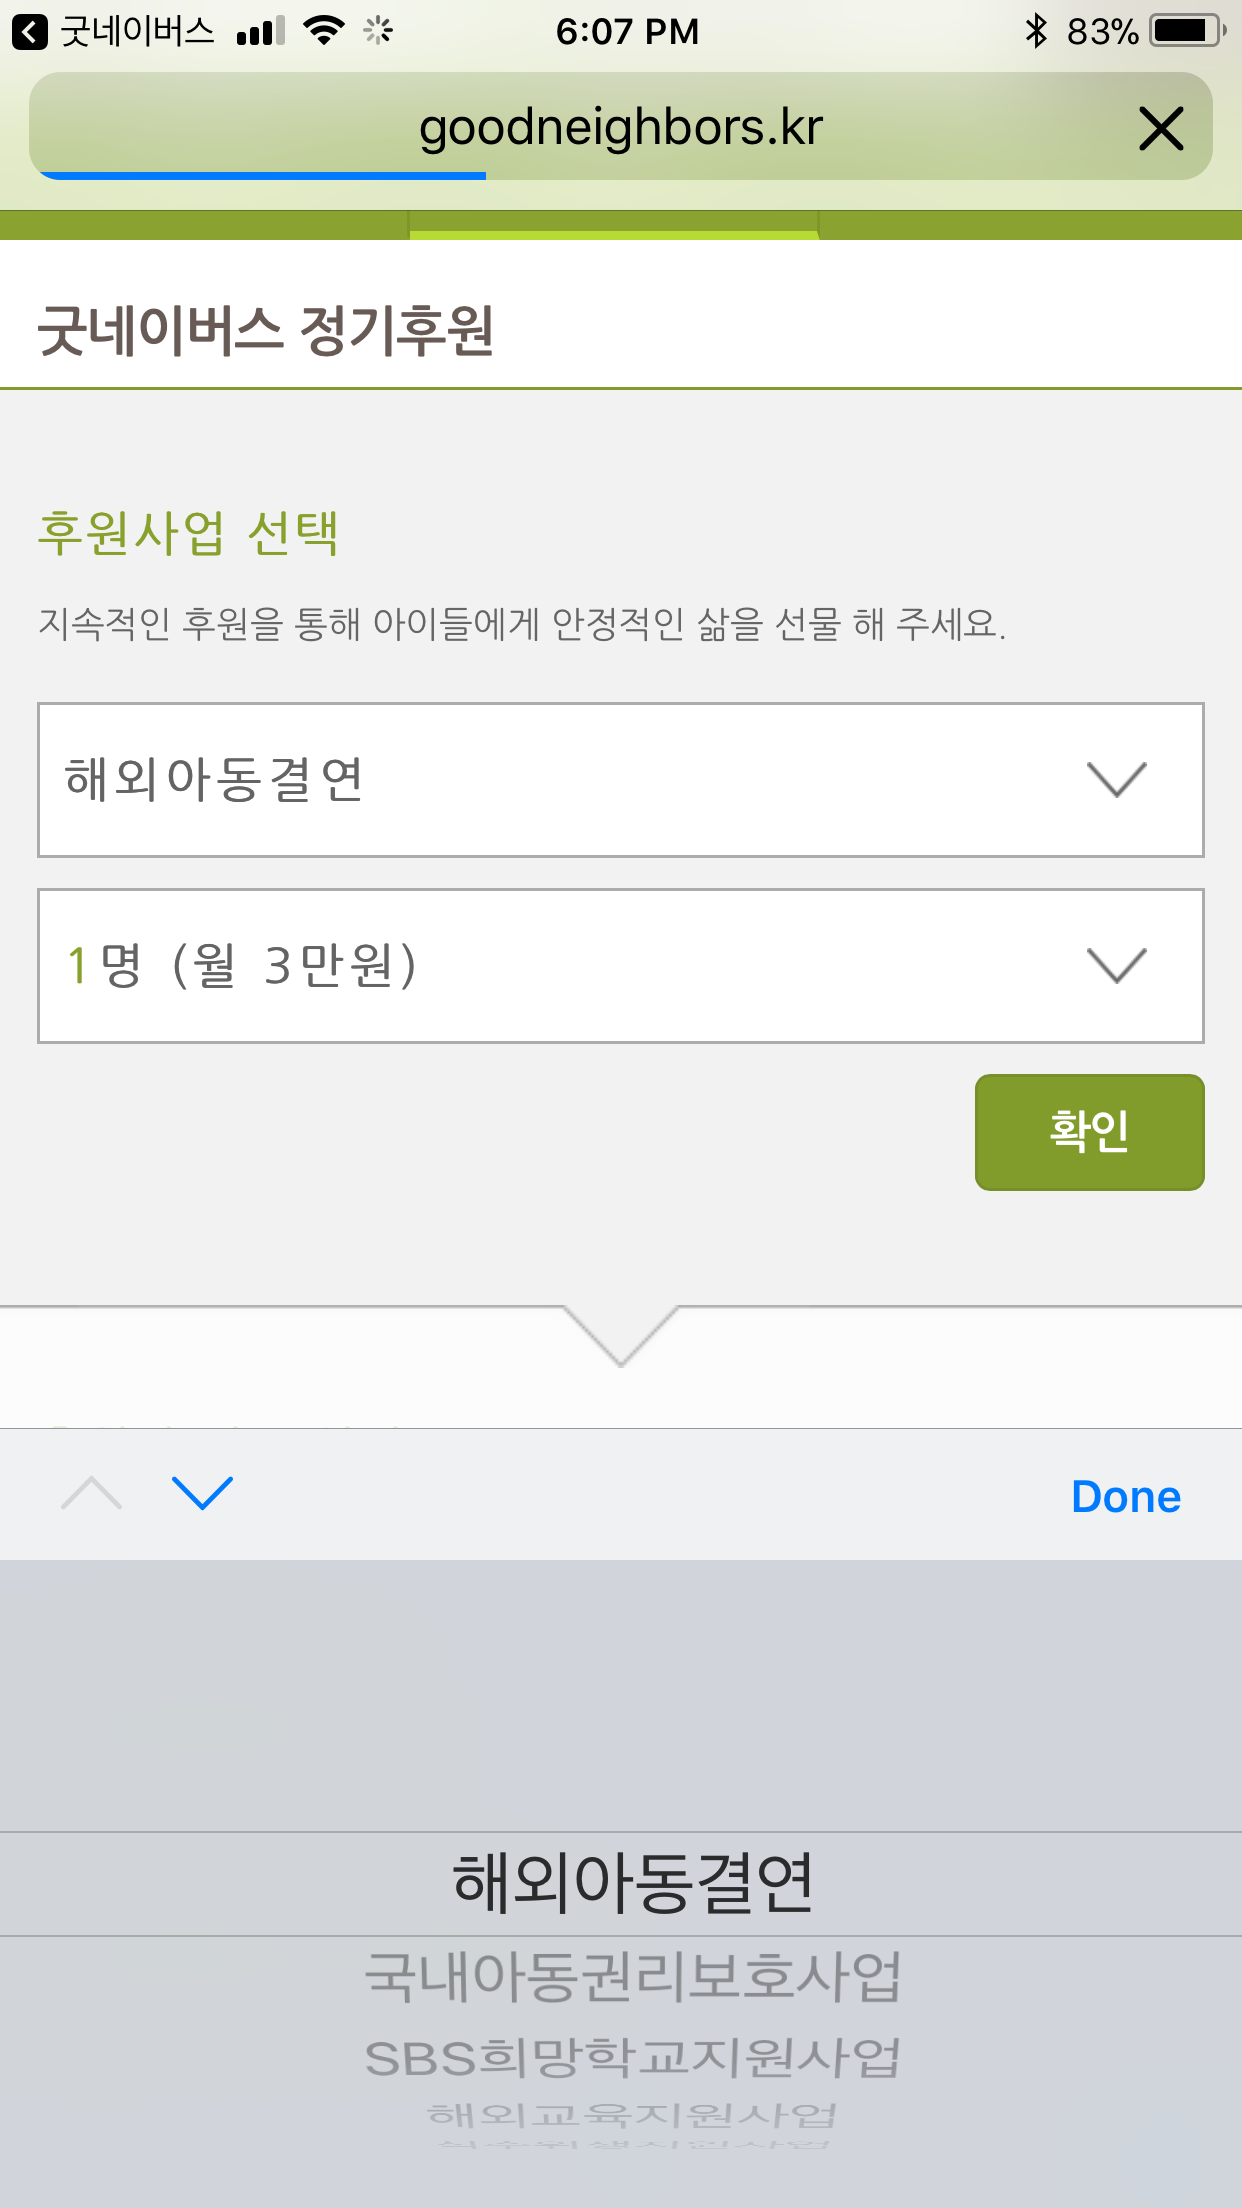 굿네이버스 6:07 PM 83%
goodneighbors.kr
굿네이버스 정기후원
후원사업 선택
지속적인 후원을 통해 아이들에게 안정적인 삶을 선물 해 주세요.
해외아동결연
1명 (월 3만원)
확인
Done
해외아동결연
국내아동권리보호사업
SBS희망학교지원사업
해외교육지원사업